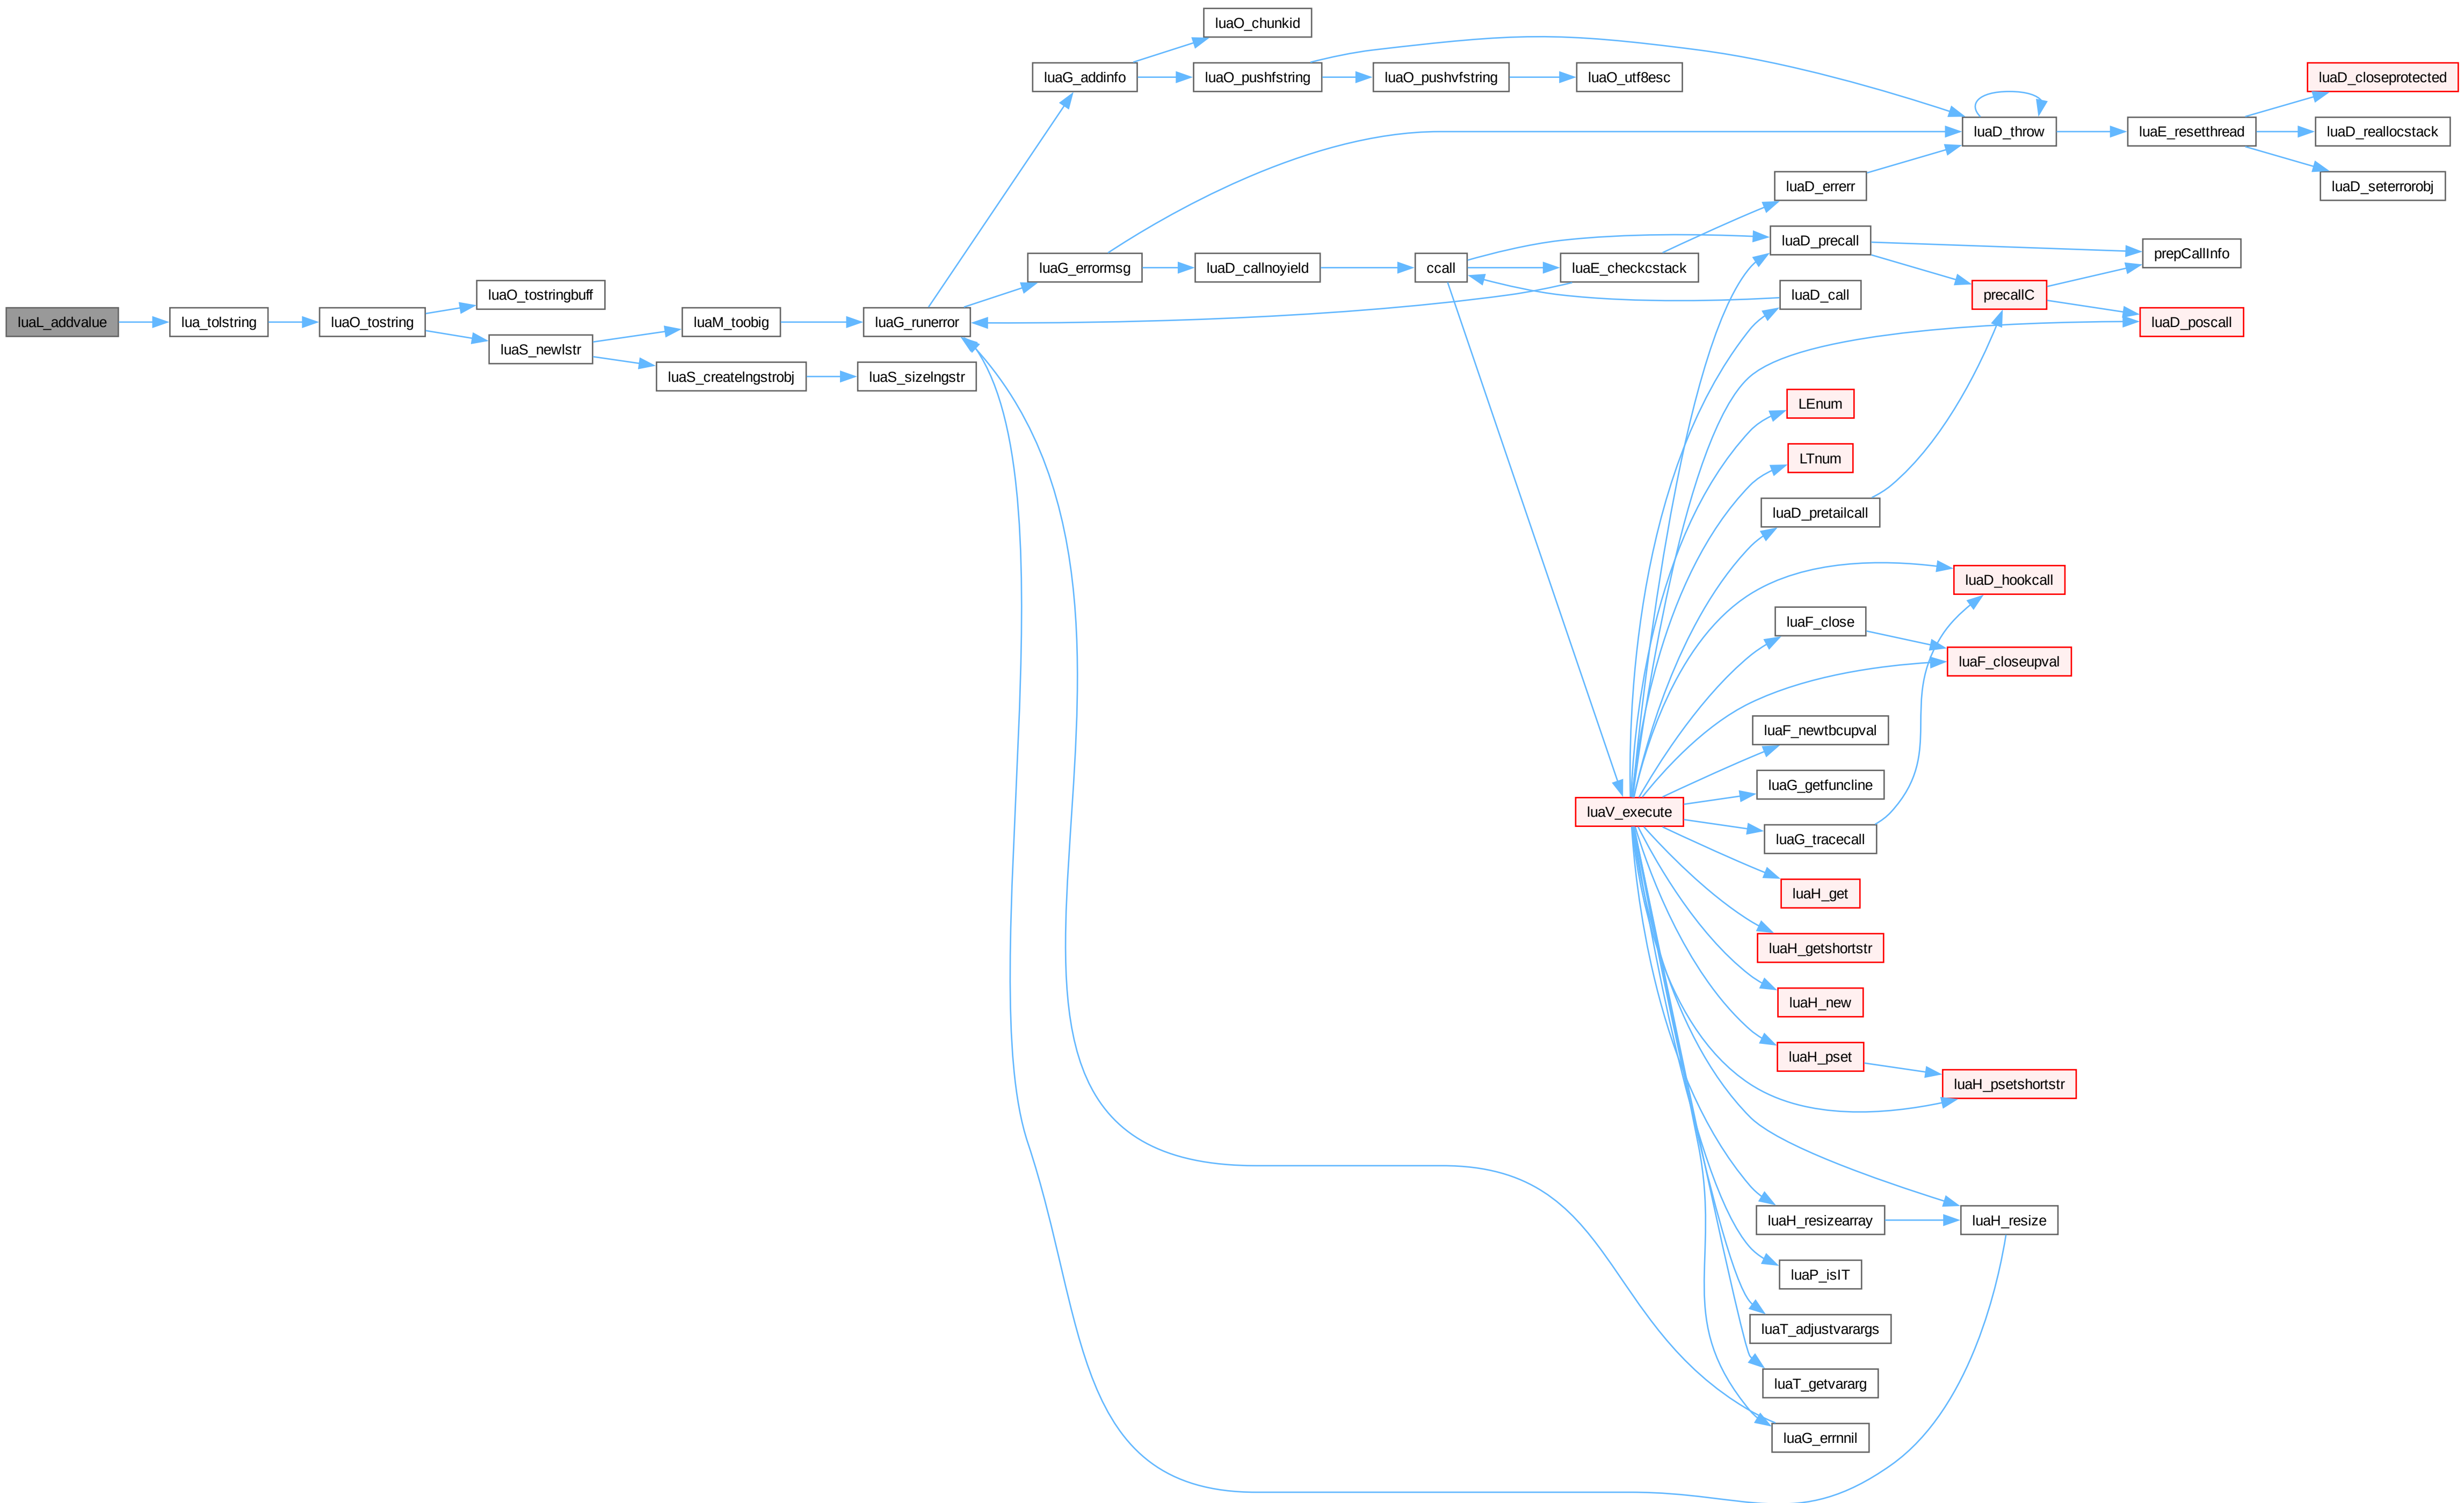 luaO_chunkid
luaG_addinfo
luaO_pushfstring
luaO_pushvfstring
luaO_utf8esc
luaD_closeprotected
luaD_throw
luaE_resetthread
luaD_reallocstack
luaD_errerr
luaD_seterrorobj
luaG_errormsg
luaD_callnoyield
ccall
luaE_checkcstack
luaD_precall
prepCallInfo
luaO_tostringbuff
luaD_call
precallC
luaL_addvalue
lua_tolstring
luaO_tostring
luaM_toobig
luaG_runerror
luaD_poscall
luaS_newlstr
luaS_createlngstrobj
luaS_sizelngstr
LEnum
LTnum
luaD_pretailcall
luaD_hookcall
luaF_close
luaF_closeupval
luaF_newtbcupval
luaG_getfuncline
luaV_execute
luaG_tracecall
luaH_get
luaH_getshortstr
luaH_new
luaH_pset
luaH_psetshortstr
luaH_resizearray
luaH_resize
luaP_isIT
luaT_adjustvarargs
luaT_getvararg
luaG_errnnil